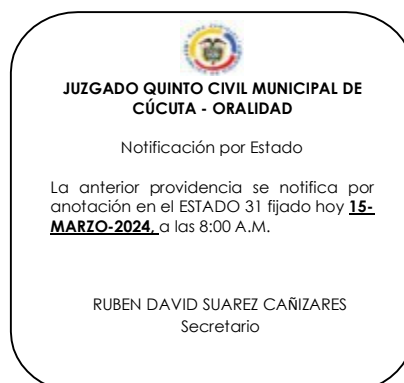 JUZGADO QUINTO CIVIL MUNICIPAL DE
CÚCUTA - ORALIDAD
Notificación por Estado
La anterior providencia se notifica por
anotación en el ESTADO 31 fijado hoy 15-
MARZO-2024, a las 8:00 A.M.
RUBEN DAVID SUAREZ CAÑIZARES
Secretario